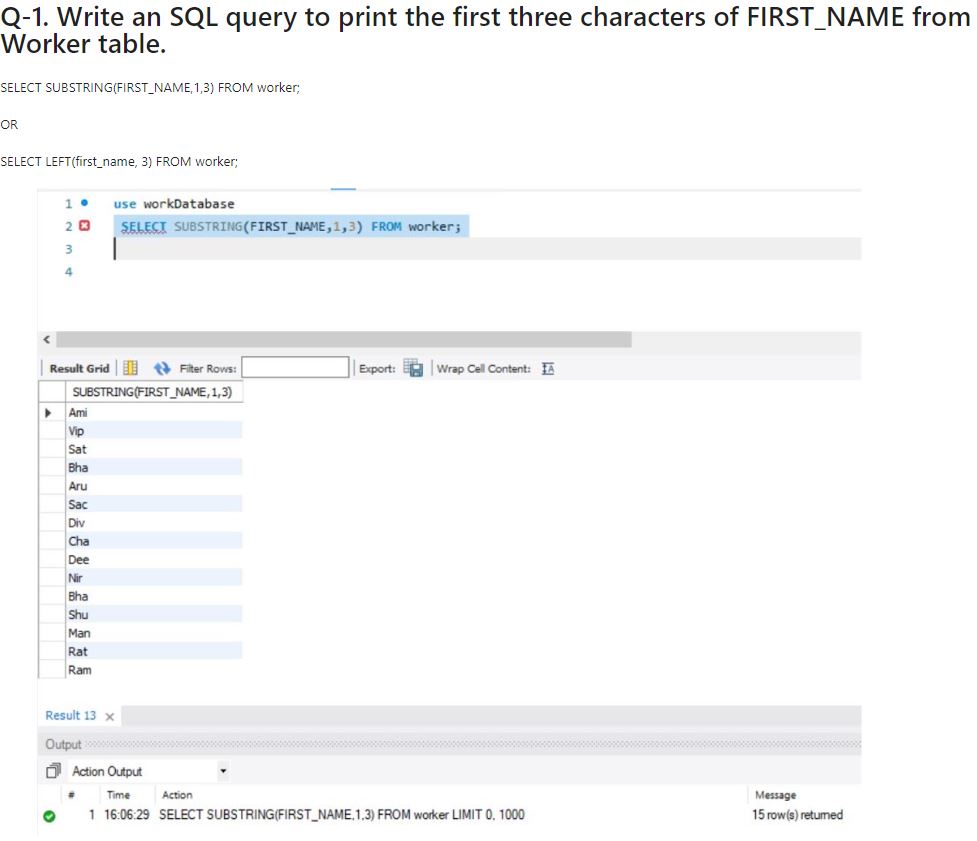 Q-1. Write an SQL query to print the first three characters of FIRST_NAME from
Worker table.
SELECT SUBSTRING(FIRST_NAME,1,3) FROM worker;
OR
SELECT LEFT(first_name, 3) FROM worker;
1 use workDatabase
2 SELECT SUBSTRING(FIRST_NAME,1,3) FROM worker;
3
4
Result Grid Filter Rows: Export: Wrap Cell Content:
SUBSTRING(FIRST_NAME,1,3)
Ami
Vip
Sat
Bha
Aru
Sac
Div
Cha
Dee
Nir
Bha
Shu
Man
Rat
Ram
Result 13
Output
Action Output
# Time Action Message
1 16:06:29 SELECT SUBSTRING(FIRST_NAME,1,3) FROM worker LIMIT 0, 1000 15 row(s) returned